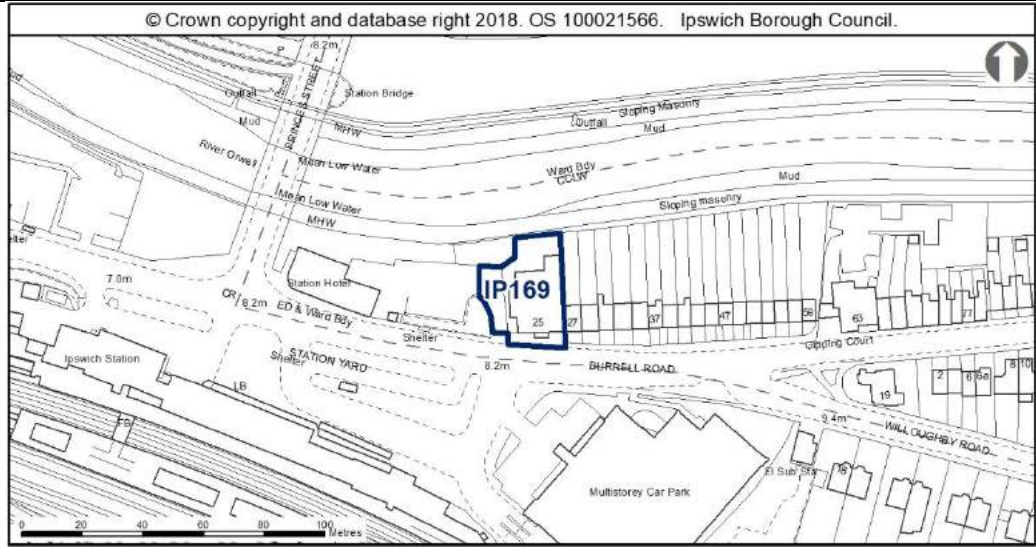 © Crown copyright and database right 2018. OS 100021566. Ipswich Borough Council.
8.2m
P
Outfall
Station Bridge
PRINCES STREET
Mud
MHW
Mud
River Orwell
Mean Low Water
Outfall
Sloping Masonry
Mud
Ward Bdy
CCLW
Mud
Mean Low Water
MHW
Sloping masonry
7.0m
Station Hotel
IP169
CR
8.2m
ED & Ward Bdy
25
27
37
47
59
63
77
Shelter
Gipping Court
Ipswich Station
Shelter
STATION YARD
8.2m
BURRELL ROAD
LB
19
2
6
6a
8
10
FB
9.4m
WILLOUGHBY ROAD
El Sub Sta
18
Multistorey Car Park
0 20 40 60 80 100
Metres